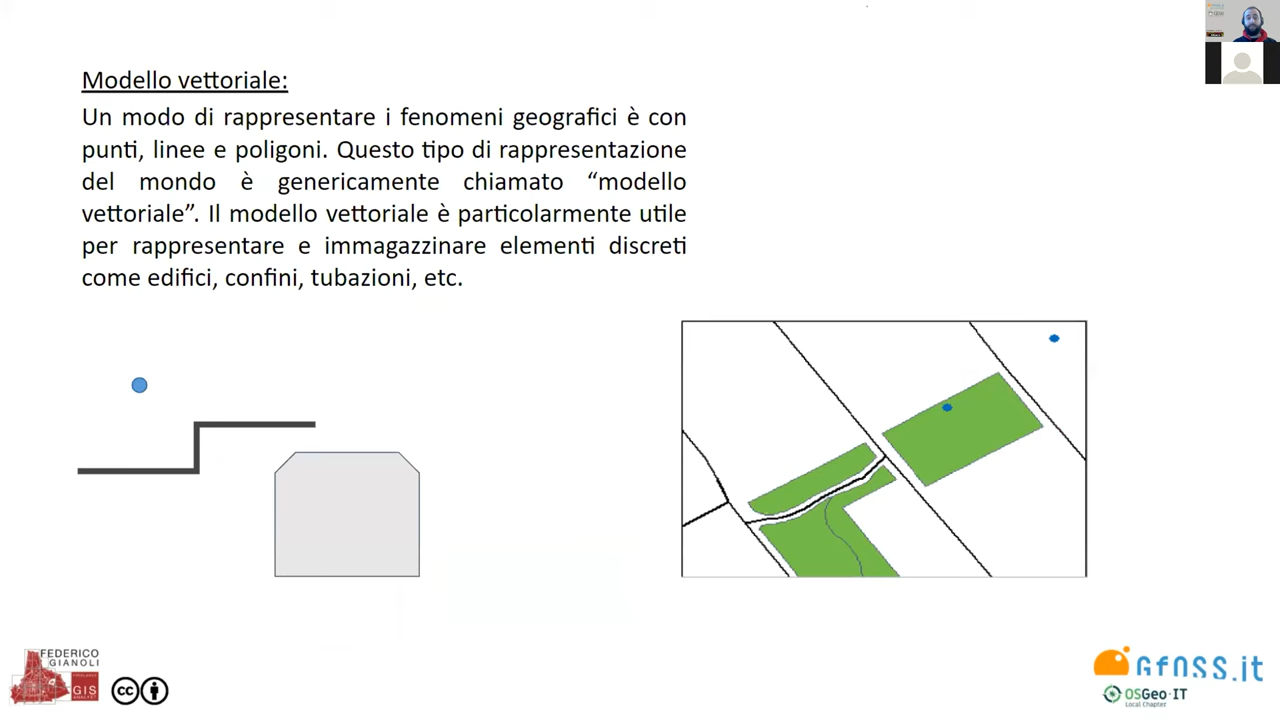 Modello vettoriale:
Un modo di rappresentare i fenomeni geografici è con
punti, linee e poligoni. Questo tipo di rappresentazione
del mondo è genericamente chiamato “modello
vettoriale”. Il modello vettoriale è particolarmente utile
per rappresentare e immagazzinare elementi discreti
come edifici, confini, tubazioni, etc.
FEDERICO
GIANOLI
GIS
cc
GFOSS.it
OSGeo·IT
Local Chapter